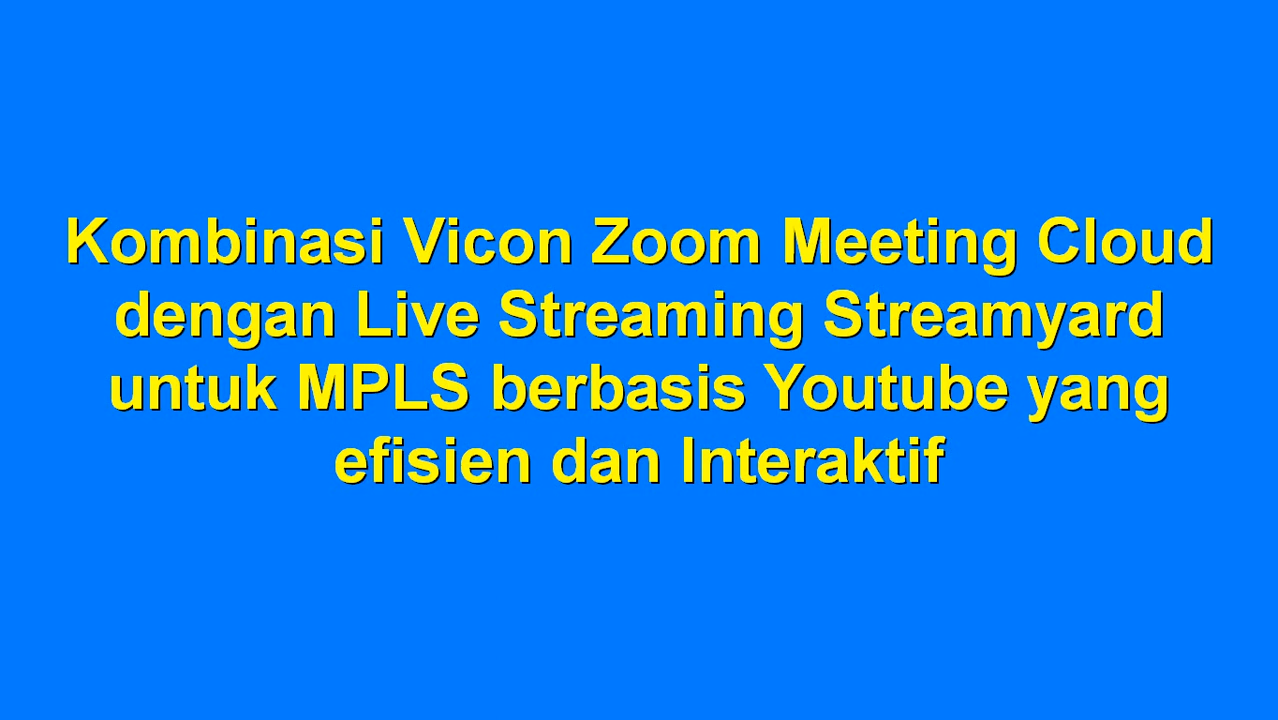 Kombinasi Vicon Zoom Meeting Cloud
dengan Live Streaming Streamyard
untuk MPLS berbasis Youtube yang
efisien dan Interaktif